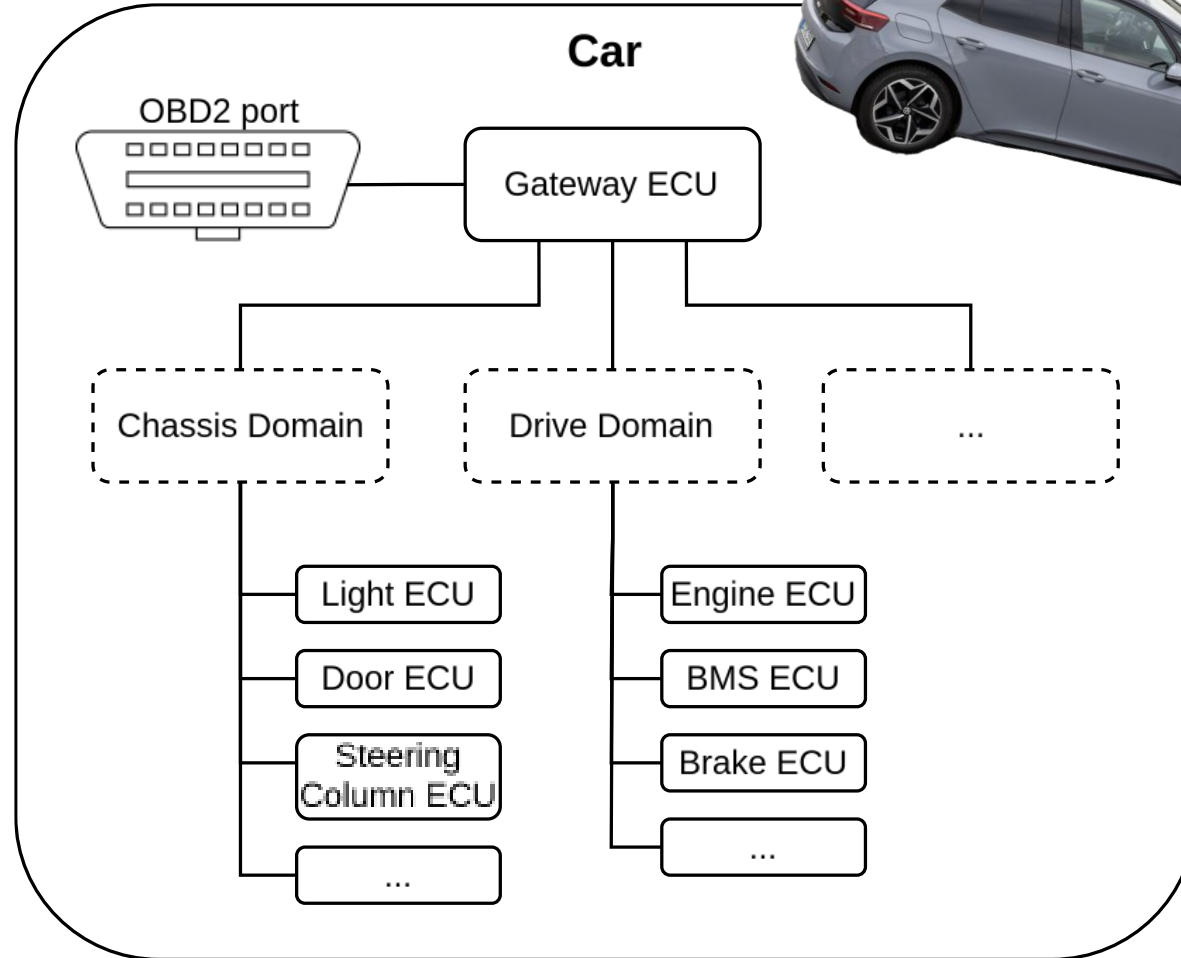 Car
OBD2 port
Gateway ECU
Chassis Domain
Drive Domain
...
Light ECU
Door ECU
Steering
Column ECU
...
Engine ECU
BMS ECU
Brake ECU
...